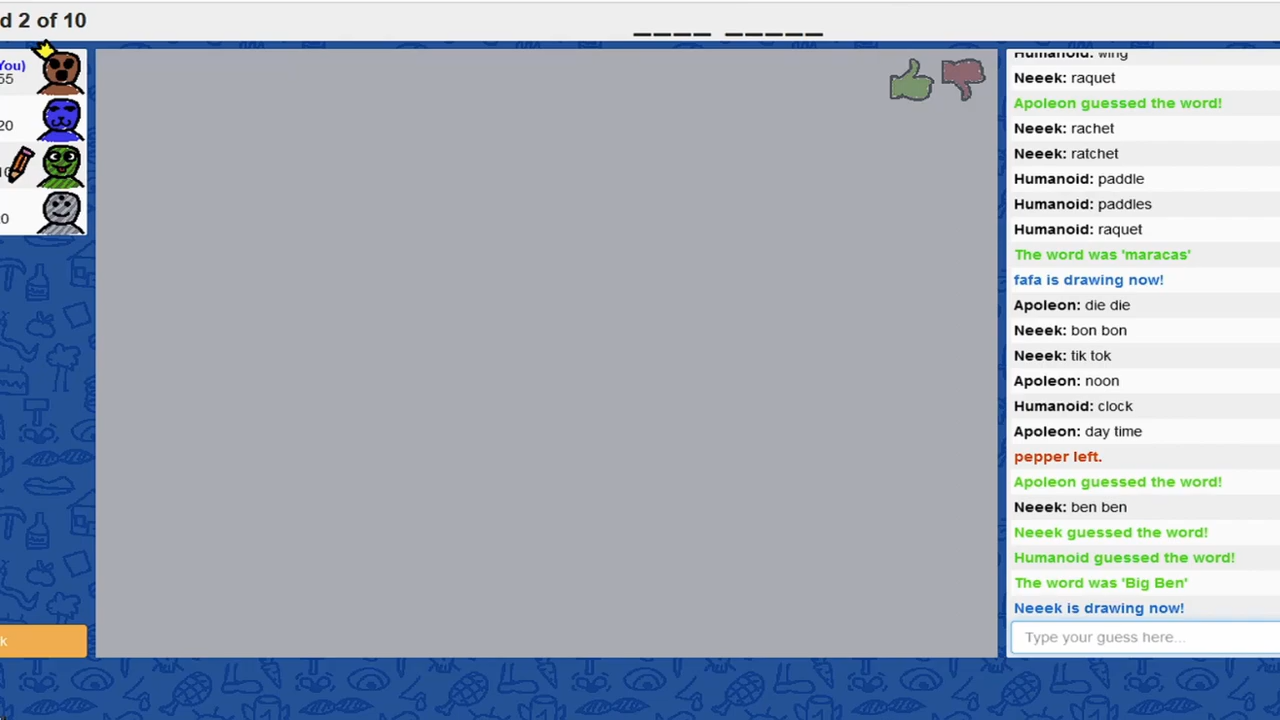 d 2 of 10
____ _____
You)
55
20
10
0
k
Humanoid: wing
Neeek: raquet
Apoleon guessed the word!
Neeek: rachet
Neeek: ratchet
Humanoid: paddle
Humanoid: paddles
Humanoid: raquet
The word was 'maracas'
fafa is drawing now!
Apoleon: die die
Neeek: bon bon
Neeek: tik tok
Apoleon: noon
Humanoid: clock
Apoleon: day time
pepper left.
Apoleon guessed the word!
Neeek: ben ben
Neeek guessed the word!
Humanoid guessed the word!
The word was 'Big Ben'
Neeek is drawing now!
Type your guess here...